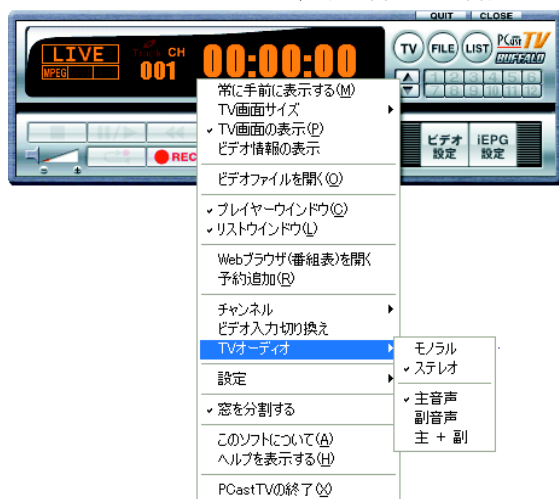 QUIT CLOSE
LIVE
MPEG
Track CH
001
00:00:00
TV FILE LIST
PCast TV
BUFFALO
1 2 3 4 5 6
7 8 9 10 11 12
REC
ビデオ設定
iEPG設定
常に手前に表示する(M)
TV画面サイズ
TV画面の表示(P)
ビデオ情報の表示
ビデオファイルを開く(O)
プレイヤーウインドウ(C)
リストウインドウ(L)
Webブラウザ(番組表)を開く
予約追加(R)
チャンネル
ビデオ入力切り換え
TVオーディオ
設定
窓を分割する
このソフトについて(A)
ヘルプを表示する(H)
PCastTVの終了(X)
モノラル
ステレオ
主音声
副音声
主 + 副